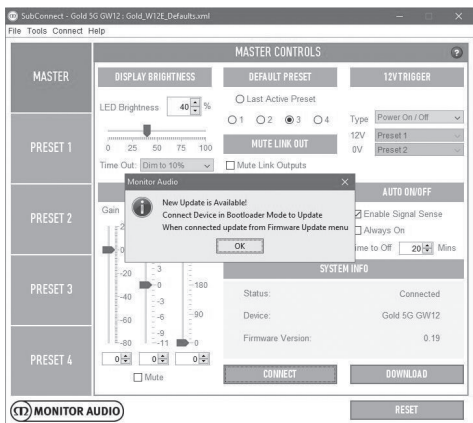 SubConnect - Gold 5G GW12 : Gold_W12E_Defaults.xml
File Tools Connect Help
MASTER CONTROLS
?
MASTER
PRESET 1
PRESET 2
PRESET 3
PRESET 4
DISPLAY BRIGHTNESS
LED Brightness 40 %
0 25 50 75 100
Time Out: Dim to 10%
DEFAULT PRESET
Last Active Preset
1 2 3 4
MUTE LINK OUT
Mute Link Outputs
12V TRIGGER
Type Power On / Off
12V Preset 1
0V Preset 2
Monitor Audio
New Update is Available!
Connect Device in Bootloader Mode to Update
When connected update from Firmware Update menu
OK
Gain
-20 -3
0 -180
-40 -3
-6 -90
-60
-9
-80 -11 0
0 0 0
Mute
AUTO ON/OFF
Enable Signal Sense
Always On
Time to Off 20 Mins
SYSTEM INFO
Status: Connected
Device: Gold 5G GW12
Firmware Version: 0.19
CONNECT
DOWNLOAD
MONITOR AUDIO
RESET